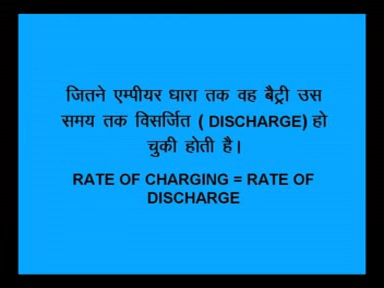 जितने एम्पीयर धारा तक वह बैट्री उस
समय तक विसर्जित ( DISCHARGE) हो
चुकी होती है।
RATE OF CHARGING = RATE OF
DISCHARGE